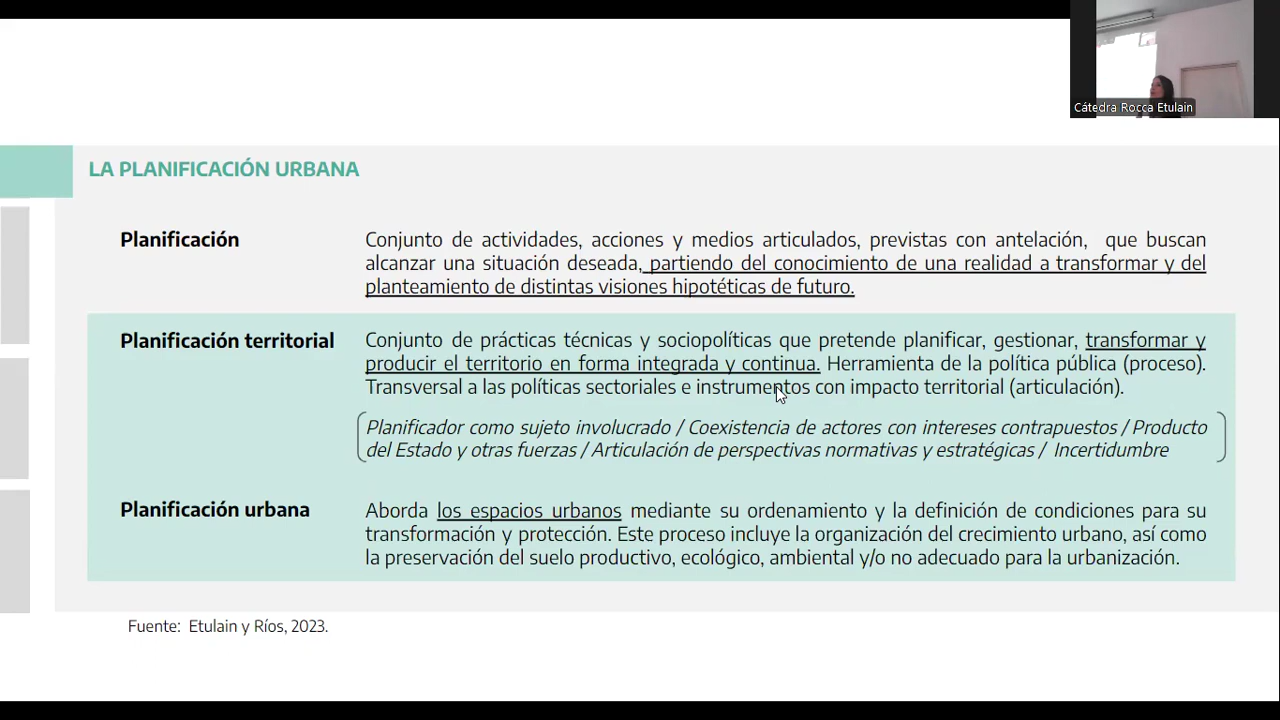 Cátedra Rocca Etulain
LA PLANIFICACIÓN URBANA
Planificación
Conjunto de actividades, acciones y medios articulados, previstas con antelación, que buscan
alcanzar una situación deseada, partiendo del conocimiento de una realidad a transformar y del
planteamiento de distintas visiones hipotéticas de futuro.
Planificación territorial
Conjunto de prácticas técnicas y sociopolíticas que pretende planificar, gestionar, transformar y
producir el territorio en forma integrada y continua. Herramienta de la política pública (proceso).
Transversal a las políticas sectoriales e instrumentos con impacto territorial (articulación).
Planificador como sujeto involucrado / Coexistencia de actores con intereses contrapuestos / Producto
del Estado y otras fuerzas / Articulación de perspectivas normativas y estratégicas / Incertidumbre
Planificación urbana
Aborda los espacios urbanos mediante su ordenamiento y la definición de condiciones para su
transformación y protección. Este proceso incluye la organización del crecimiento urbano, así como
la preservación del suelo productivo, ecológico, ambiental y/o no adecuado para la urbanización.
Fuente: Etulain y Ríos, 2023.